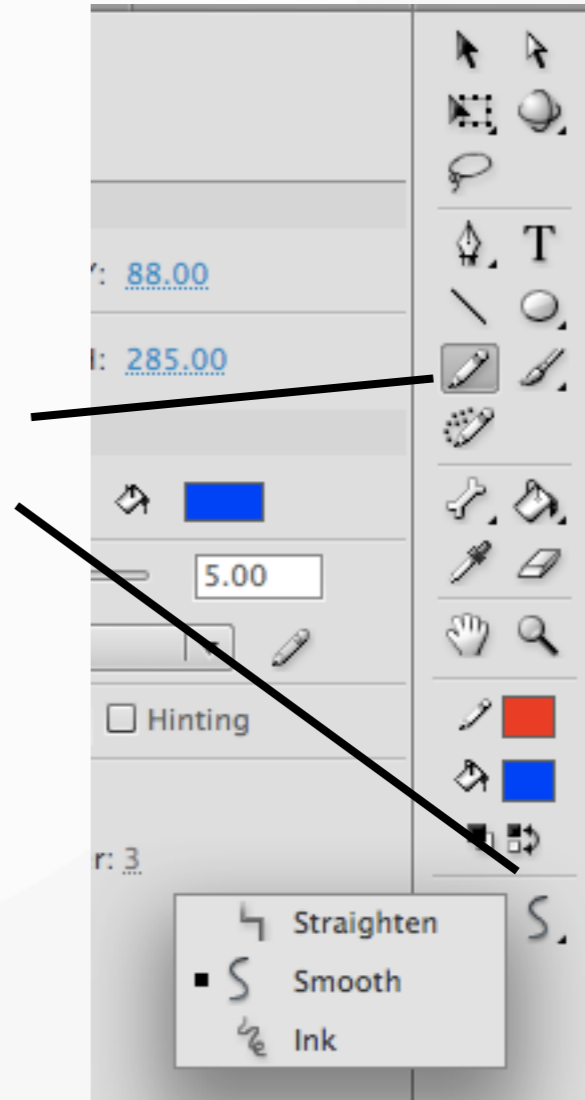 Y: 88.00
H: 285.00
5.00
Hinting
r: 3
Straighten
Smooth
Ink
T